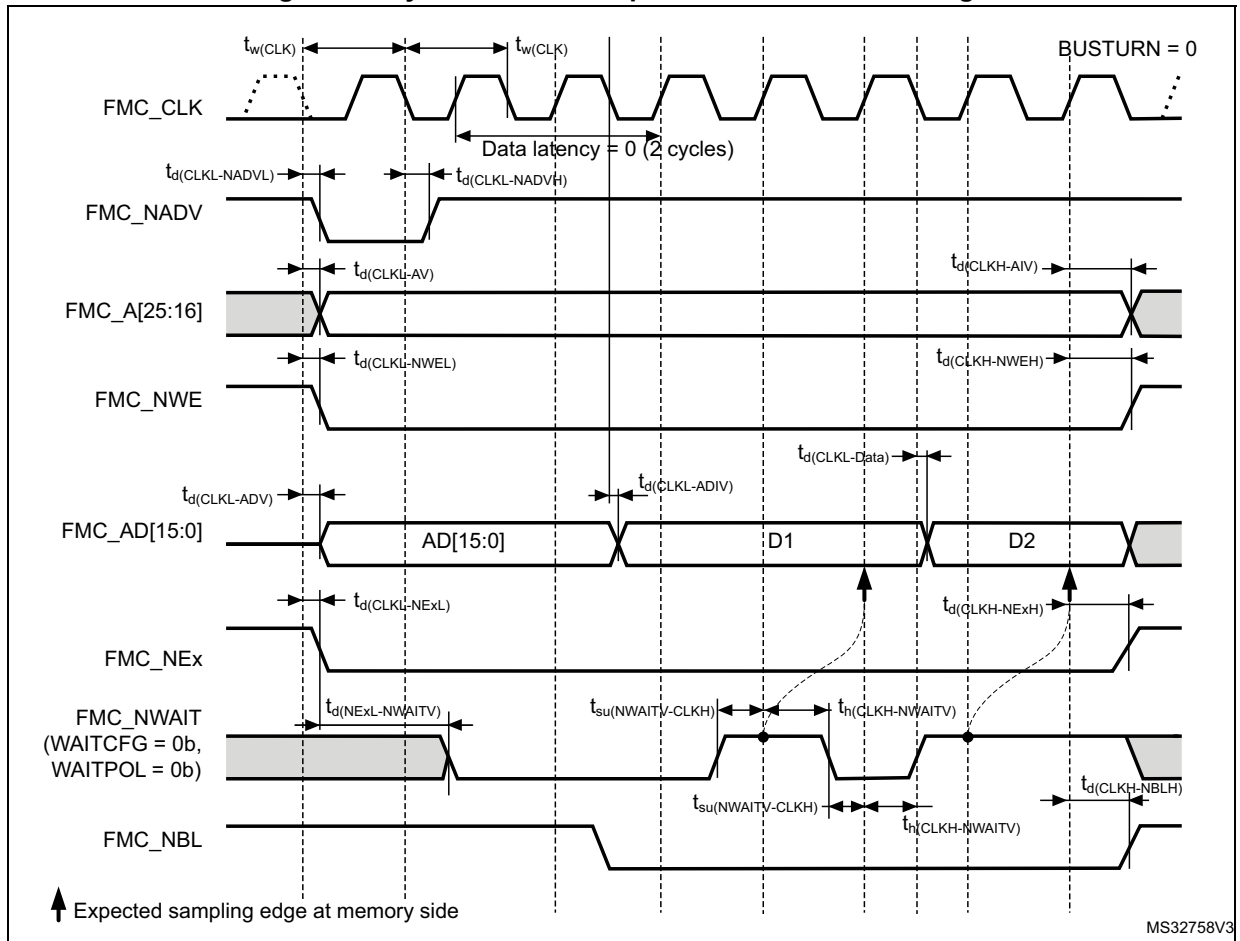 tw(CLK)
tw(CLK)
BUSTURN = 0
FMC_CLK
Data latency = 0 (2 cycles)
td(CLKL-NADVL)
td(CLKL-NADVH)
FMC_NADV
td(CLKL-AV)
td(CLKH-AIV)
FMC_A[25:16]
td(CLKL-NWEL)
td(CLKH-NWEH)
FMC_NWE
td(CLKL-Data)
td(CLKL-ADV)
td(CLKL-ADIV)
FMC_AD[15:0]
AD[15:0]
D1
D2
td(CLKL-NExL)
td(CLKH-NExH)
FMC_NEx
td(NExL-NWAITV)
tsu(NWAITV-CLKH)
th(CLKH-NWAITV)
FMC_NWAIT
(WAITCFG = 0b,
WAITPOL = 0b)
td(CLKH-NBLH)
tsu(NWAITV-CLKH)
th(CLKH-NWAITV)
FMC_NBL
Expected sampling edge at memory side
MS32758V3